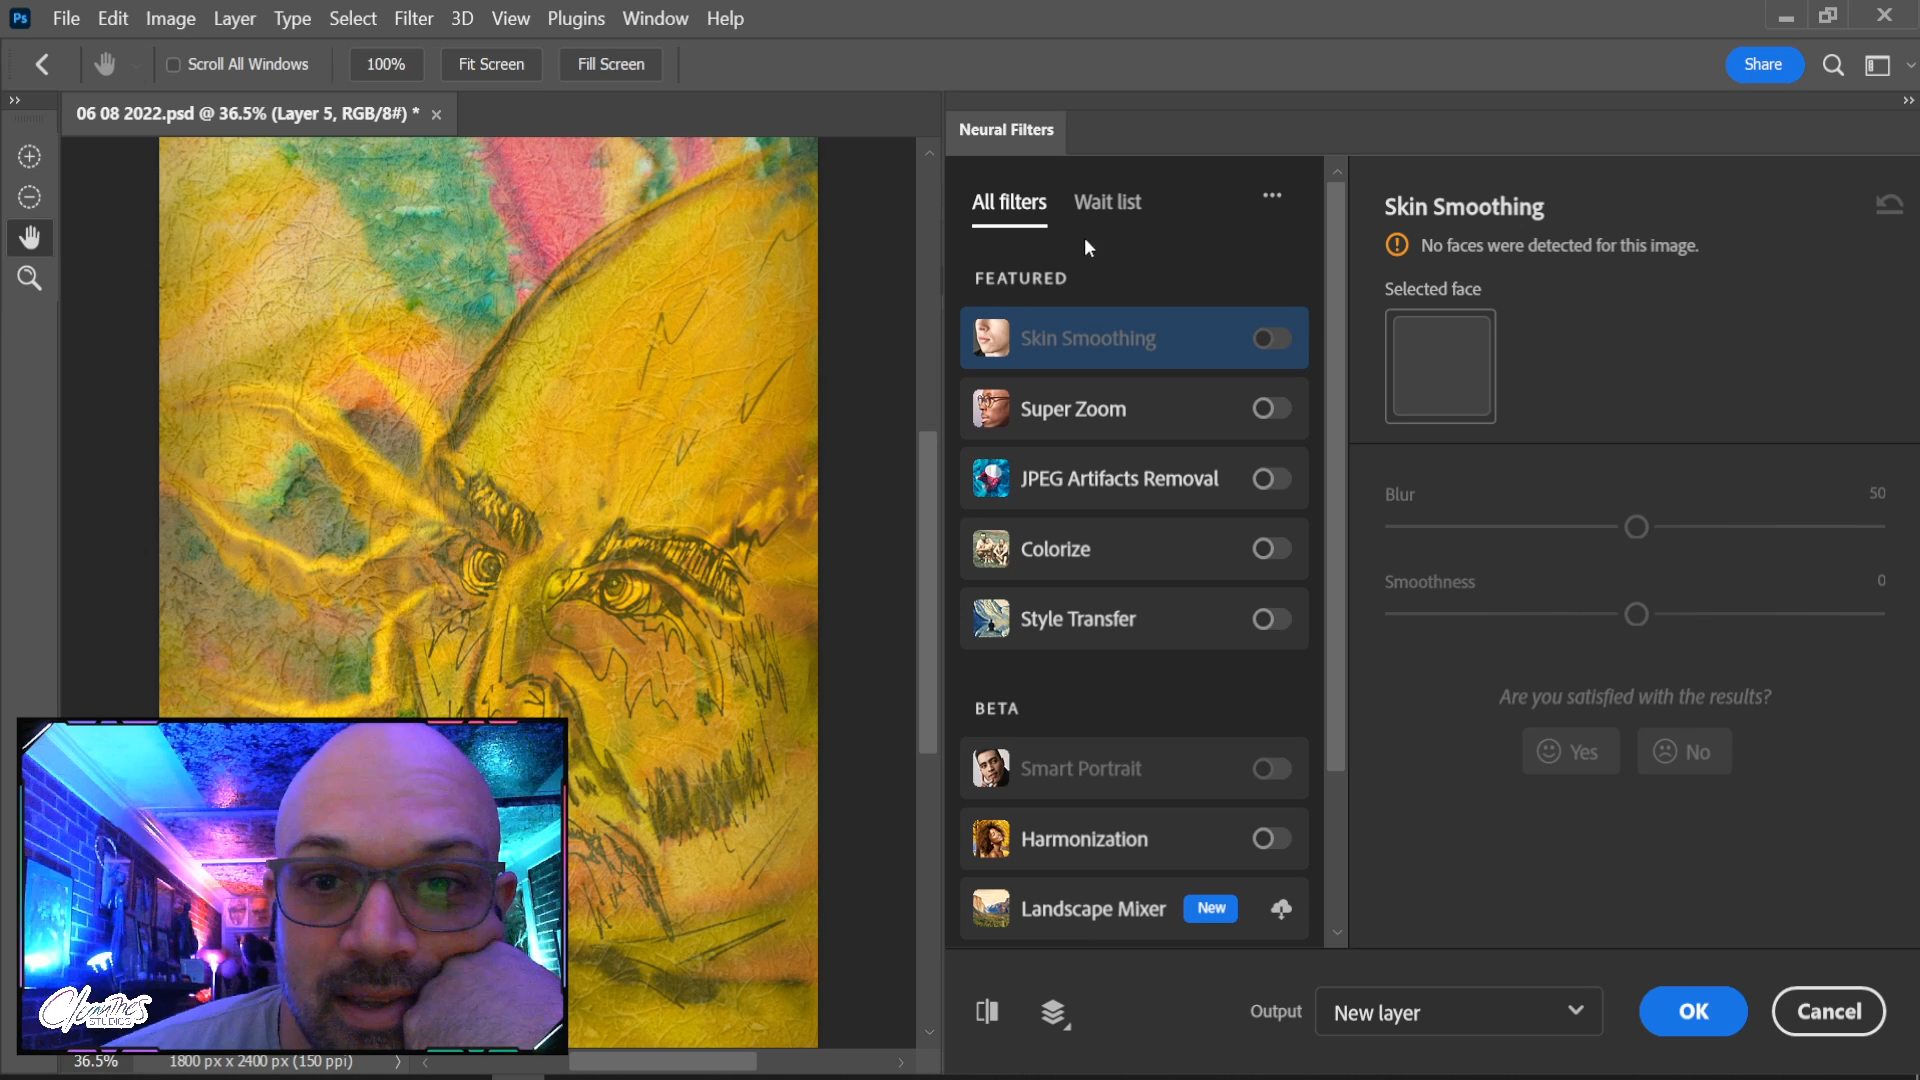 Ps File Edit Image Layer Type Select Filter 3D View Plugins Window Help
Scroll All Windows 100% Fit Screen Fill Screen Share
06 08 2022.psd @ 36.5% (Layer 5, RGB/8#) *
Neural Filters
All filters Wait list
FEATURED
Skin Smoothing
Super Zoom
JPEG Artifacts Removal
Colorize
Style Transfer
BETA
Smart Portrait
Harmonization
Landscape Mixer New
Skin Smoothing
No faces were detected for this image.
Selected face
Blur 50
Smoothness 0
Are you satisfied with the results?
Yes No
Output New layer OK Cancel
STUDIOS
36.5% 1800 px x 2400 px (150 ppi)